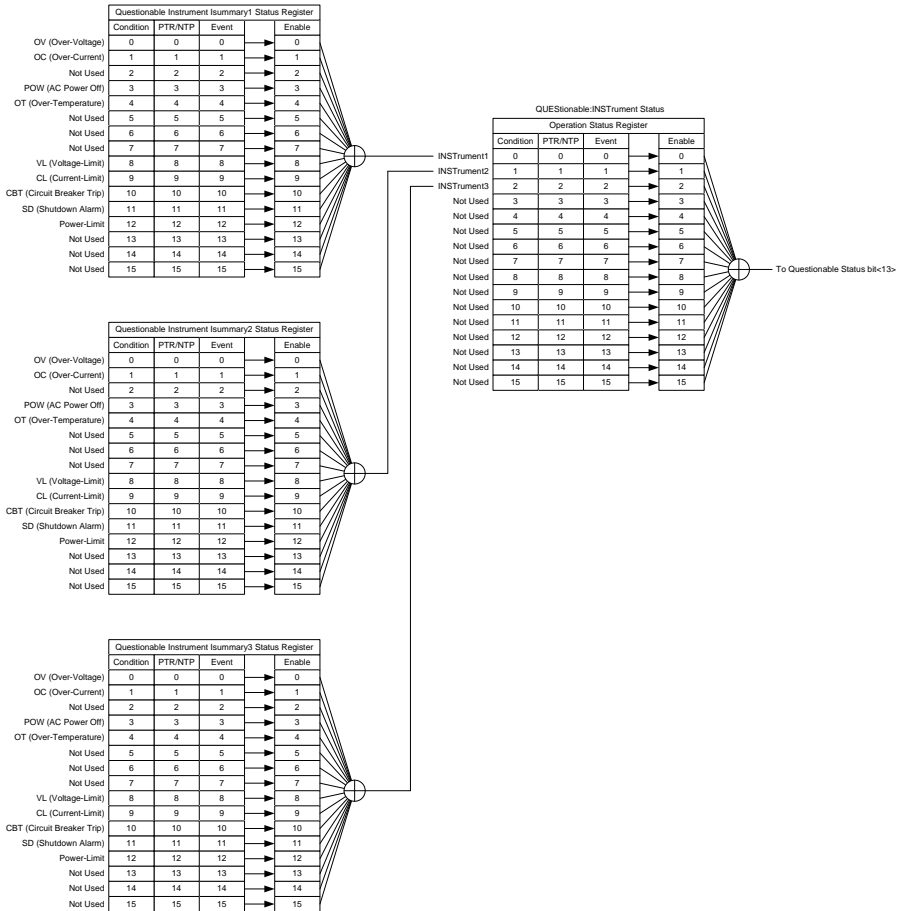 Questionable Instrument Isummary1 Status Register
Condition PTR/NTP Event Enable
OV (Over-Voltage) 0 0 0 0
OC (Over-Current) 1 1 1 1
Not Used 2 2 2 2
POW (AC Power Off) 3 3 3 3
OT (Over-Temperature) 4 4 4 4
Not Used 5 5 5 5
Not Used 6 6 6 6
Not Used 7 7 7 7
VL (Voltage-Limit) 8 8 8 8
CL (Current-Limit) 9 9 9 9
CBT (Circuit Breaker Trip) 10 10 10 10
SD (Shutdown Alarm) 11 11 11 11
Power-Limit 12 12 12 12
Not Used 13 13 13 13
Not Used 14 14 14 14
Not Used 15 15 15 15
QUEStionable:INSTrument Status
Operation Status Register
Condition PTR/NTP Event Enable
INSTrument1 0 0 0 0
INSTrument2 1 1 1 1
INSTrument3 2 2 2 2
Not Used 3 3 3 3
Not Used 4 4 4 4
Not Used 5 5 5 5
Not Used 6 6 6 6
Not Used 7 7 7 7
Not Used 8 8 8 8
Not Used 9 9 9 9
Not Used 10 10 10 10
Not Used 11 11 11 11
Not Used 12 12 12 12
Not Used 13 13 13 13
Not Used 14 14 14 14
Not Used 15 15 15 15
To Questionable Status bit<13>
Questionable Instrument Isummary2 Status Register
Condition PTR/NTP Event Enable
OV (Over-Voltage) 0 0 0 0
OC (Over-Current) 1 1 1 1
Not Used 2 2 2 2
POW (AC Power Off) 3 3 3 3
OT (Over-Temperature) 4 4 4 4
Not Used 5 5 5 5
Not Used 6 6 6 6
Not Used 7 7 7 7
VL (Voltage-Limit) 8 8 8 8
CL (Current-Limit) 9 9 9 9
CBT (Circuit Breaker Trip) 10 10 10 10
SD (Shutdown Alarm) 11 11 11 11
Power-Limit 12 12 12 12
Not Used 13 13 13 13
Not Used 14 14 14 14
Not Used 15 15 15 15
Questionable Instrument Isummary3 Status Register
Condition PTR/NTP Event Enable
OV (Over-Voltage) 0 0 0 0
OC (Over-Current) 1 1 1 1
Not Used 2 2 2 2
POW (AC Power Off) 3 3 3 3
OT (Over-Temperature) 4 4 4 4
Not Used 5 5 5 5
Not Used 6 6 6 6
Not Used 7 7 7 7
VL (Voltage-Limit) 8 8 8 8
CL (Current-Limit) 9 9 9 9
CBT (Circuit Breaker Trip) 10 10 10 10
SD (Shutdown Alarm) 11 11 11 11
Power-Limit 12 12 12 12
Not Used 13 13 13 13
Not Used 14 14 14 14
Not Used 15 15 15 15